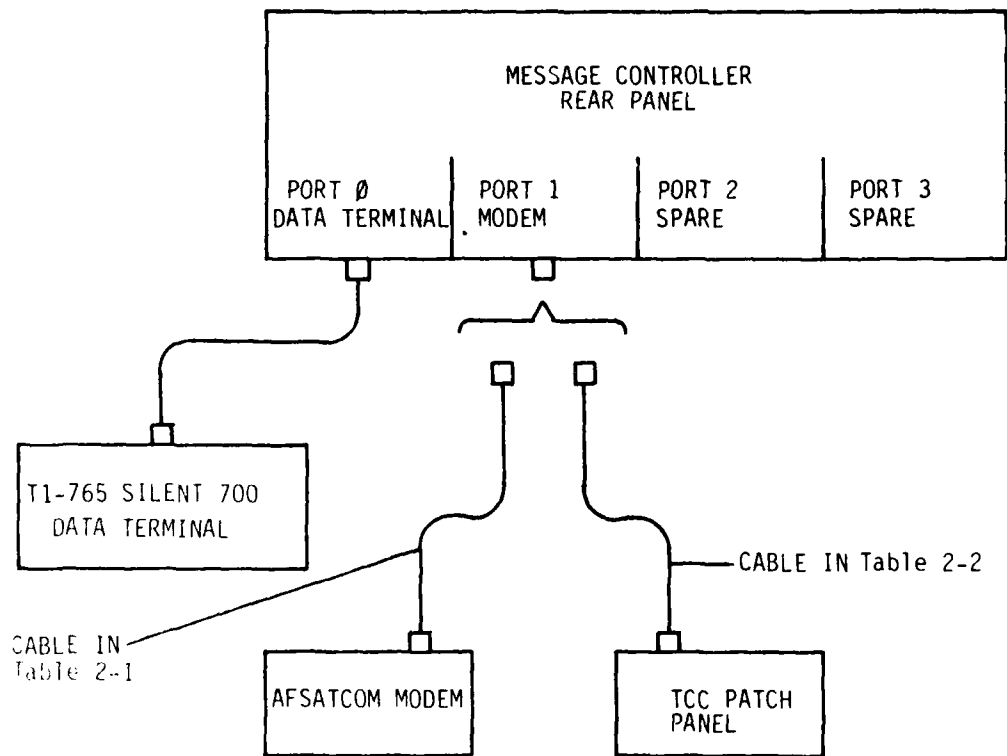 MESSAGE CONTROLLER
REAR PANEL
PORT Ø
DATA TERMINAL
PORT 1
MODEM
PORT 2
SPARE
PORT 3
SPARE
T1-765 SILENT 700
DATA TERMINAL
CABLE IN Table 2-2
CABLE IN
Table 2-1
AFSATCOM MODEM
TCC PATCH
PANEL